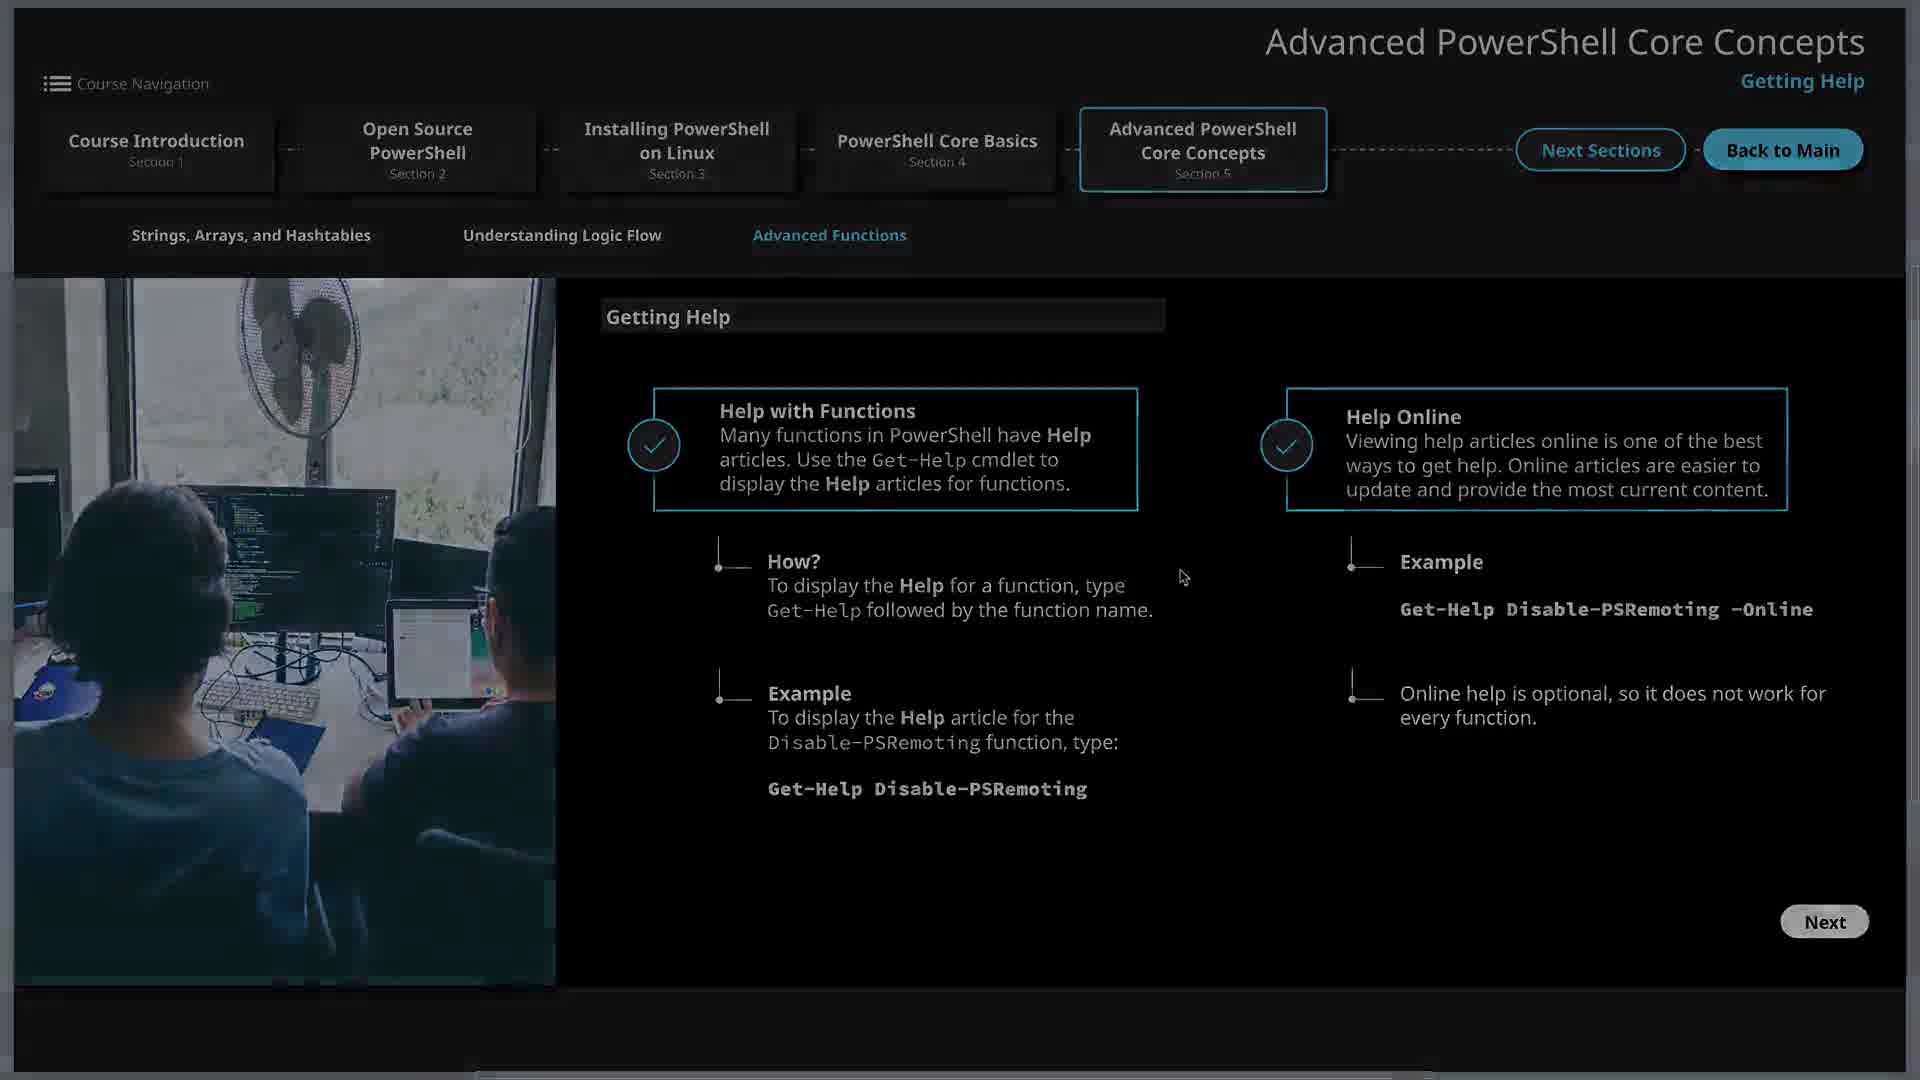 Advanced PowerShell Core Concepts
Getting Help
Course Navigation
Course Introduction
Section 1
Open Source
PowerShell
Section 2
Installing PowerShell
on Linux
Section 3
PowerShell Core Basics
Section 4
Advanced PowerShell
Core Concepts
Section 5
Next Sections
Back to Main
Strings, Arrays, and Hashtables
Understanding Logic Flow
Advanced Functions
Getting Help
Help with Functions
Many functions in PowerShell have Help
articles. Use the Get-Help cmdlet to
display the Help articles for functions.
How?
To display the Help for a function, type
Get-Help followed by the function name.
Example
To display the Help article for the
Disable-PSRemoting function, type:
Get-Help Disable-PSRemoting
Help Online
Viewing help articles online is one of the best
ways to get help. Online articles are easier to
update and provide the most current content.
Example
Get-Help Disable-PSRemoting -Online
Online help is optional, so it does not work for
every function.
Next